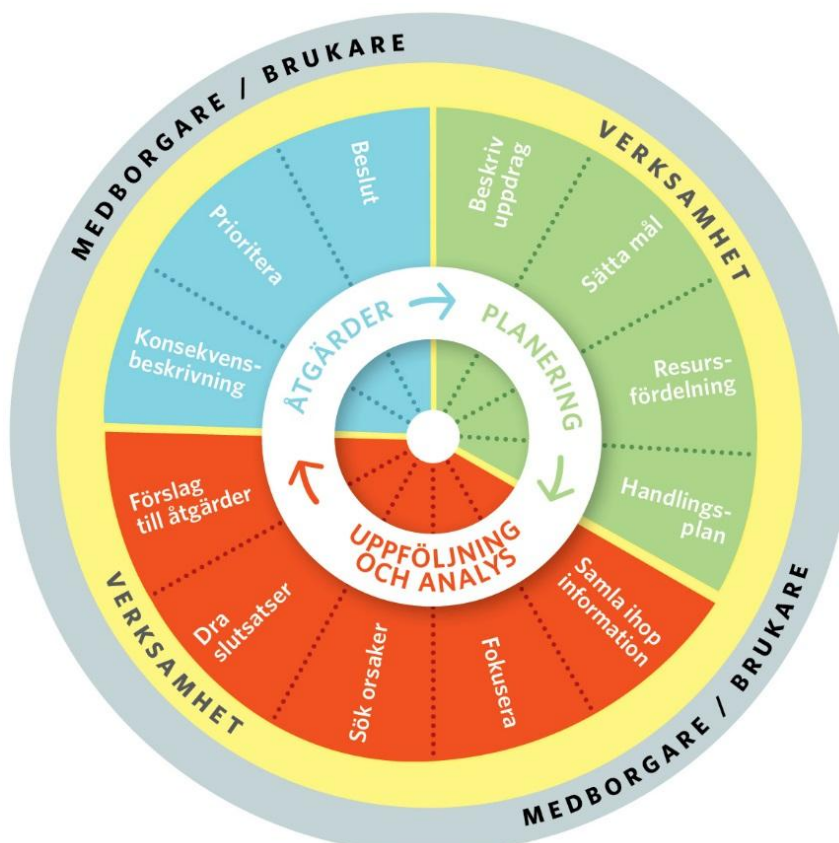 MEDBORGARE / BRUKARE
VERKSAMHET
Beskriv
uppdrag
Sätta mål
Resurs-
fördelning
Handlings-
plan
Samla ihop
information
Fokusera
Sök orsaker
Dra
slutsatser
Förslag
till åtgärder
Konsekvens-
beskrivning
Prioritera
Beslut
ÅTGÄRDER
PLANERING
UPPFÖLJNING
OCH ANALYS
VERKSAMHET
MEDBORGARE / BRUKARE